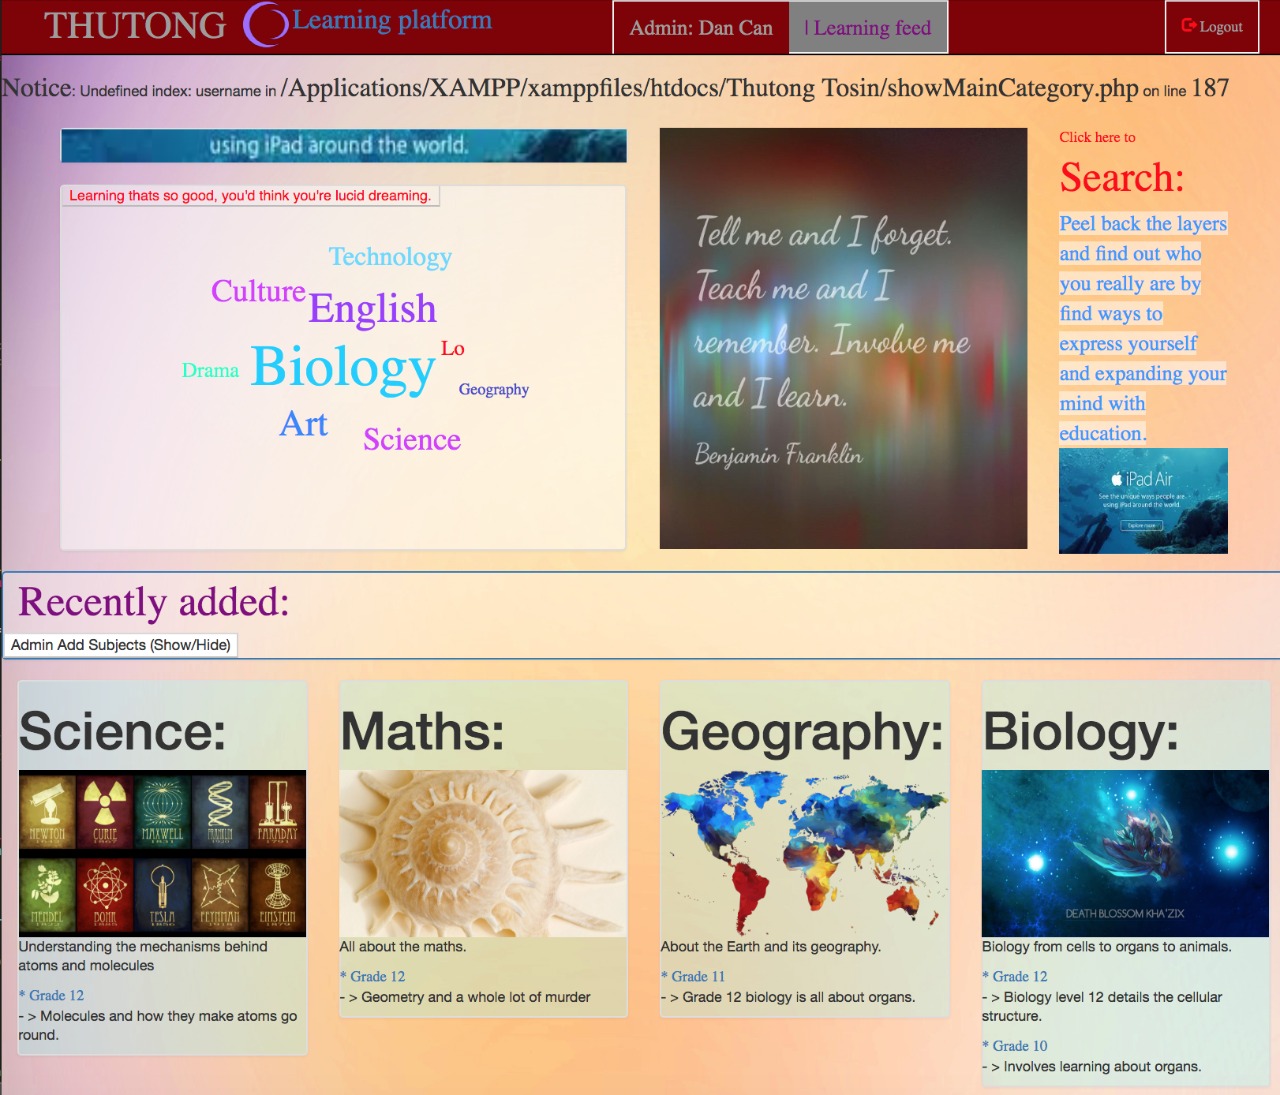 THUTONG Learning platform
Admin: Dan Can
| Learning feed
Logout
Notice: Undefined index: username in /Applications/XAMPP/xamppfiles/htdocs/Thutong Tosin/showMainCategory.php on line 187
using iPad around the world.
Learning thats so good, you'd think you're lucid dreaming.
Technology
Culture
English
Lo
Drama
Biology
Geography
Art
Science
Tell me and I forget.
Teach me and I
remember. Involve me
and I learn.
Benjamin Franklin
Click here to
Search:
Peel back the layers
and find out who
you really are by
find ways to
express yourself
and expanding your
mind with
education.
iPad Air
See the unique ways people are
using iPad around the world.
Explore more
Recently added:
Admin Add Subjects (Show/Hide)
Science:
NEWTON CURIE MAXWELL FARADAY
MENDEL BOHR TESLA FEYNMAN EINSTEIN
Understanding the mechanisms behind
atoms and molecules
* Grade 12
- > Molecules and how they make atoms go
round.
Maths:
All about the maths.
* Grade 12
- > Geometry and a whole lot of murder
Geography:
About the Earth and its geography.
* Grade 11
- > Grade 12 biology is all about organs.
Biology:
DEATH BLOSSOM KHA'ZIX
Biology from cells to organs to animals.
* Grade 12
- > Biology level 12 details the cellular
structure.
* Grade 10
- > Involves learning about organs.